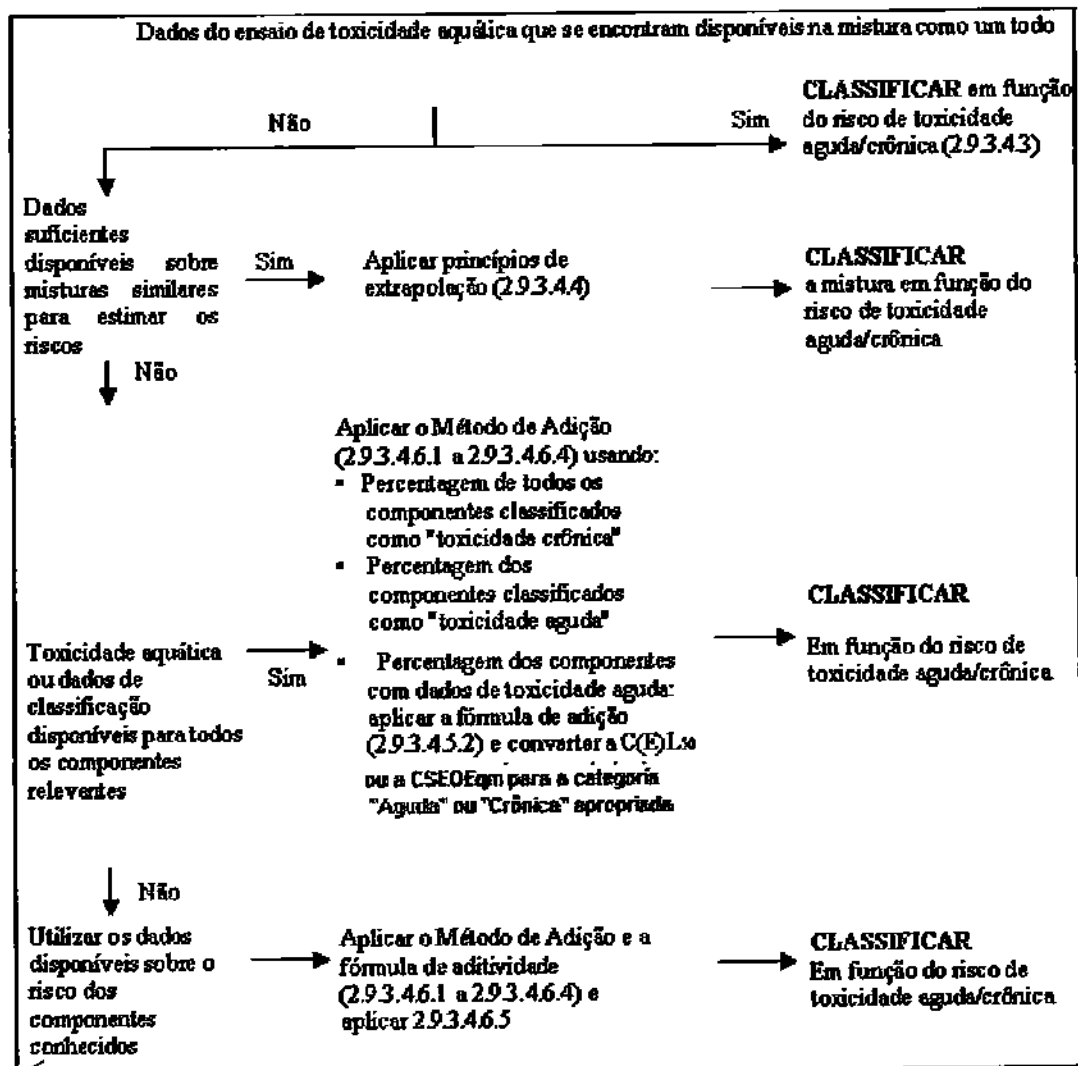 Dados do ensaio de toxicidade aquática que se encontram disponíveis na mistura como um todo
Não
Sim
CLASSIFICAR em função
do risco de toxicidade
aguda/crônica (2.9.3.4.3)
Dados
suficientes
disponíveis sobre
misturas similares
para estimar os
riscos
Sim
Aplicar princípios de
extrapolação (2.9.3.4.4)
CLASSIFICAR
a mistura em função do
risco de toxicidade
aguda/crônica
Não
Aplicar o Método de Adição
(2.9.3.4.6.1 a 2.9.3.4.6.4) usando:
▪ Percentagem de todos os
componentes classificados
como "toxicidade crônica"
▪ Percentagem dos
componentes classificados
como "toxicidade aguda"
▪ Percentagem dos componentes
com dados de toxicidade aguda:
aplicar a fórmula de adição
(2.9.3.4.5.2) e converter a C(E)L50
ou a CSEOEqm para a categoria
"Aguda" ou "Crônica" apropriada
Toxicidade aquática
ou dados de
classificação
disponíveis para todos
os componentes
relevantes
Sim
CLASSIFICAR
Em função do risco de
toxicidade aguda/crônica
Não
Utilizar os dados
disponíveis sobre o
risco dos
componentes
conhecidos
Aplicar o Método de Adição e a
fórmula de aditividade
(2.9.3.4.6.1 a 2.9.3.4.6.4) e
aplicar 2.9.3.4.6.5
CLASSIFICAR
Em função do risco de
toxicidade aguda/crônica